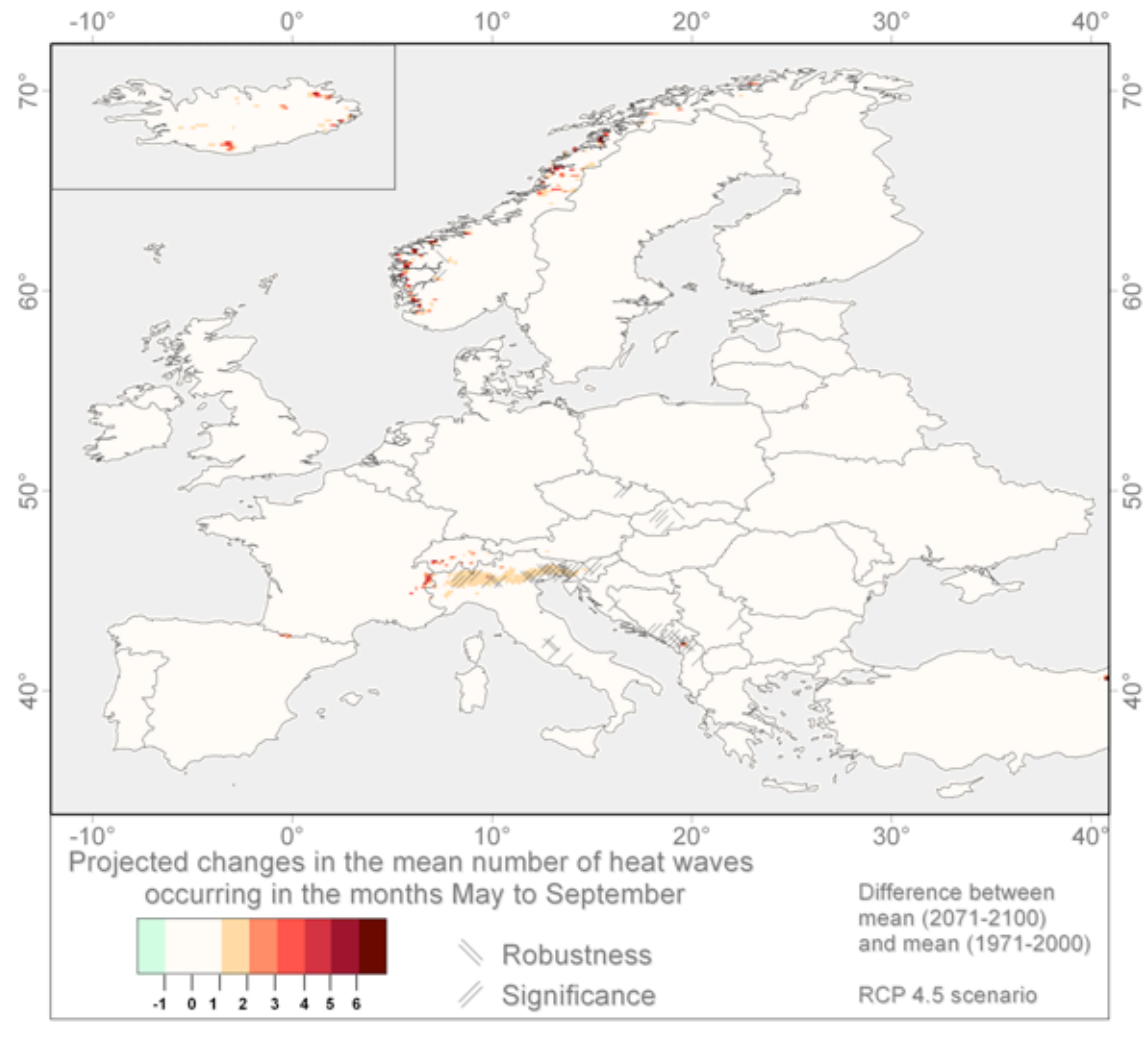 -10° 0° 10° 20° 30° 40°
70° 70°
60° 60°
50° 50°
40° 40°
-10° 0° 10° 20° 30° 40°
Projected changes in the mean number of heat waves
occurring in the months May to September
-1 0 1 2 3 4 5 6
Robustness
Significance
Difference between
mean (2071-2100)
and mean (1971-2000)
RCP 4.5 scenario